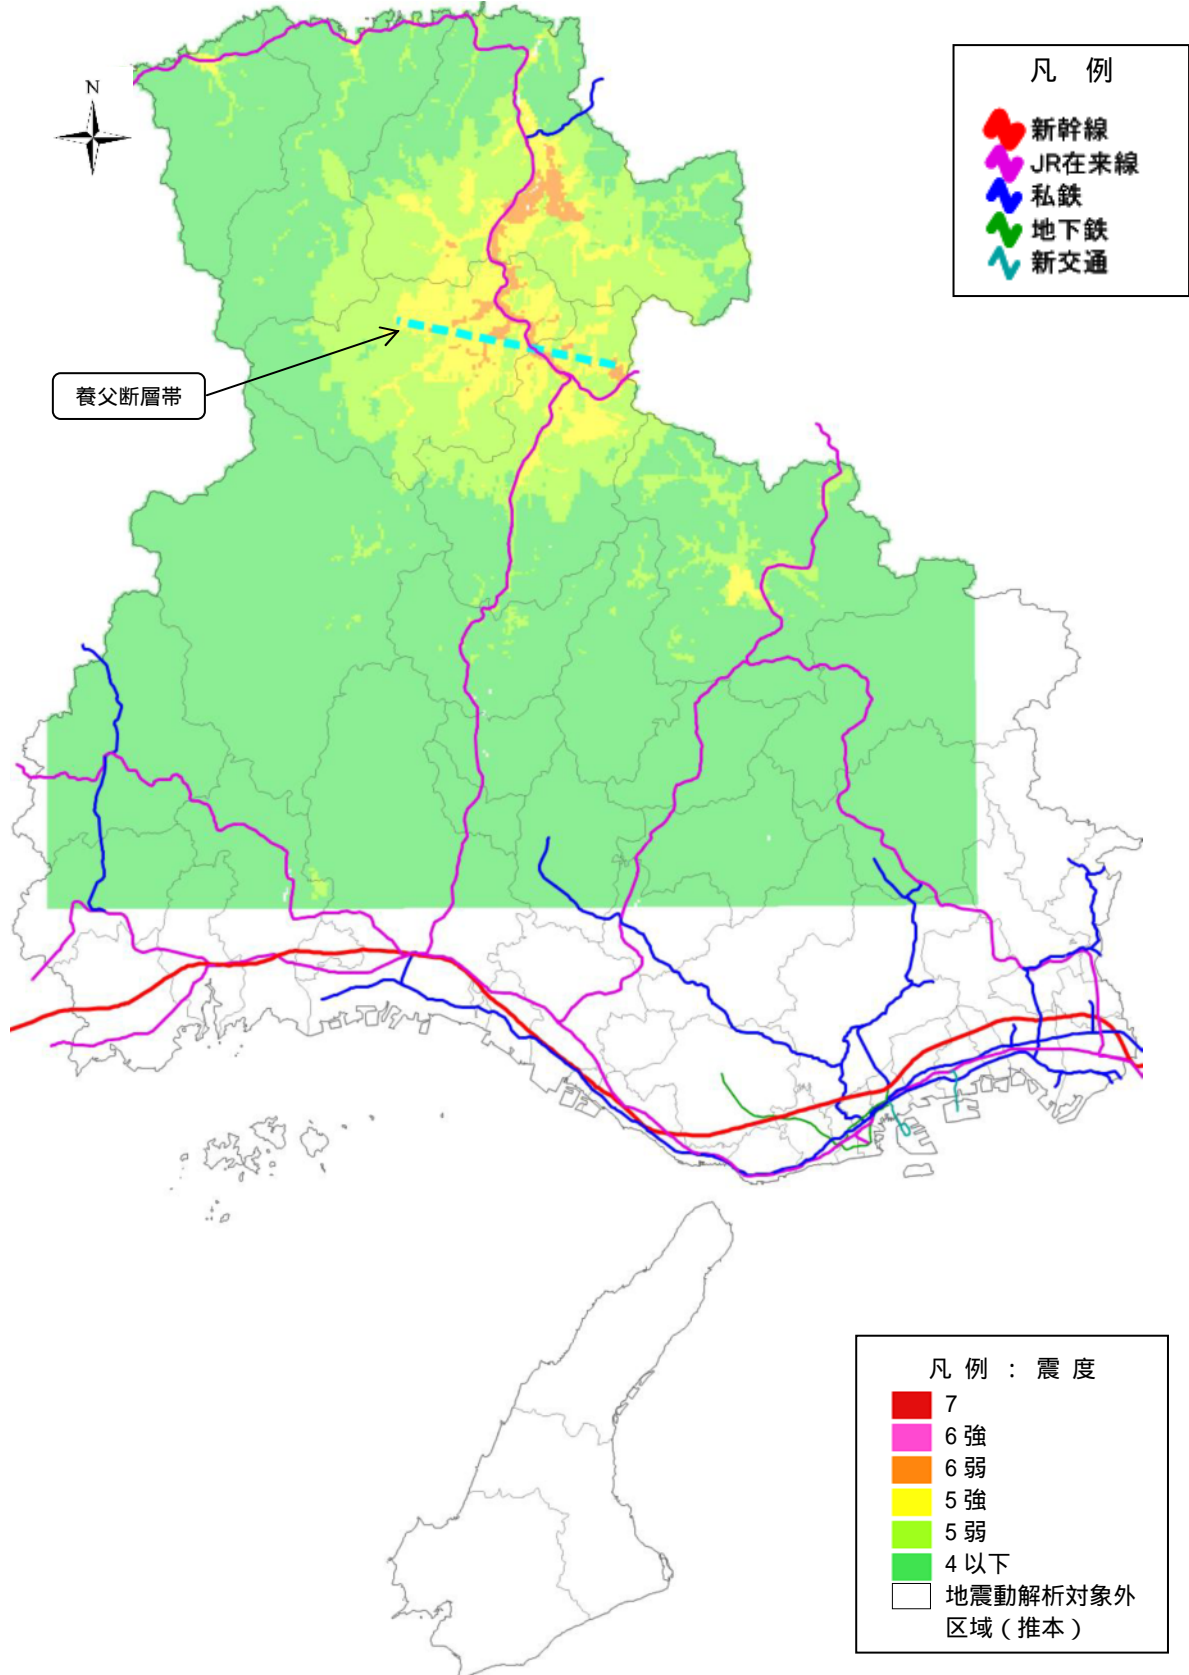 N
凡 例
新幹線
JR在来線
私鉄
地下鉄
新交通
養父断層帯
凡 例 ： 震 度
7
6 強
6 弱
5 強
5 弱
4 以下
地震動解析対象外
区域（推本）